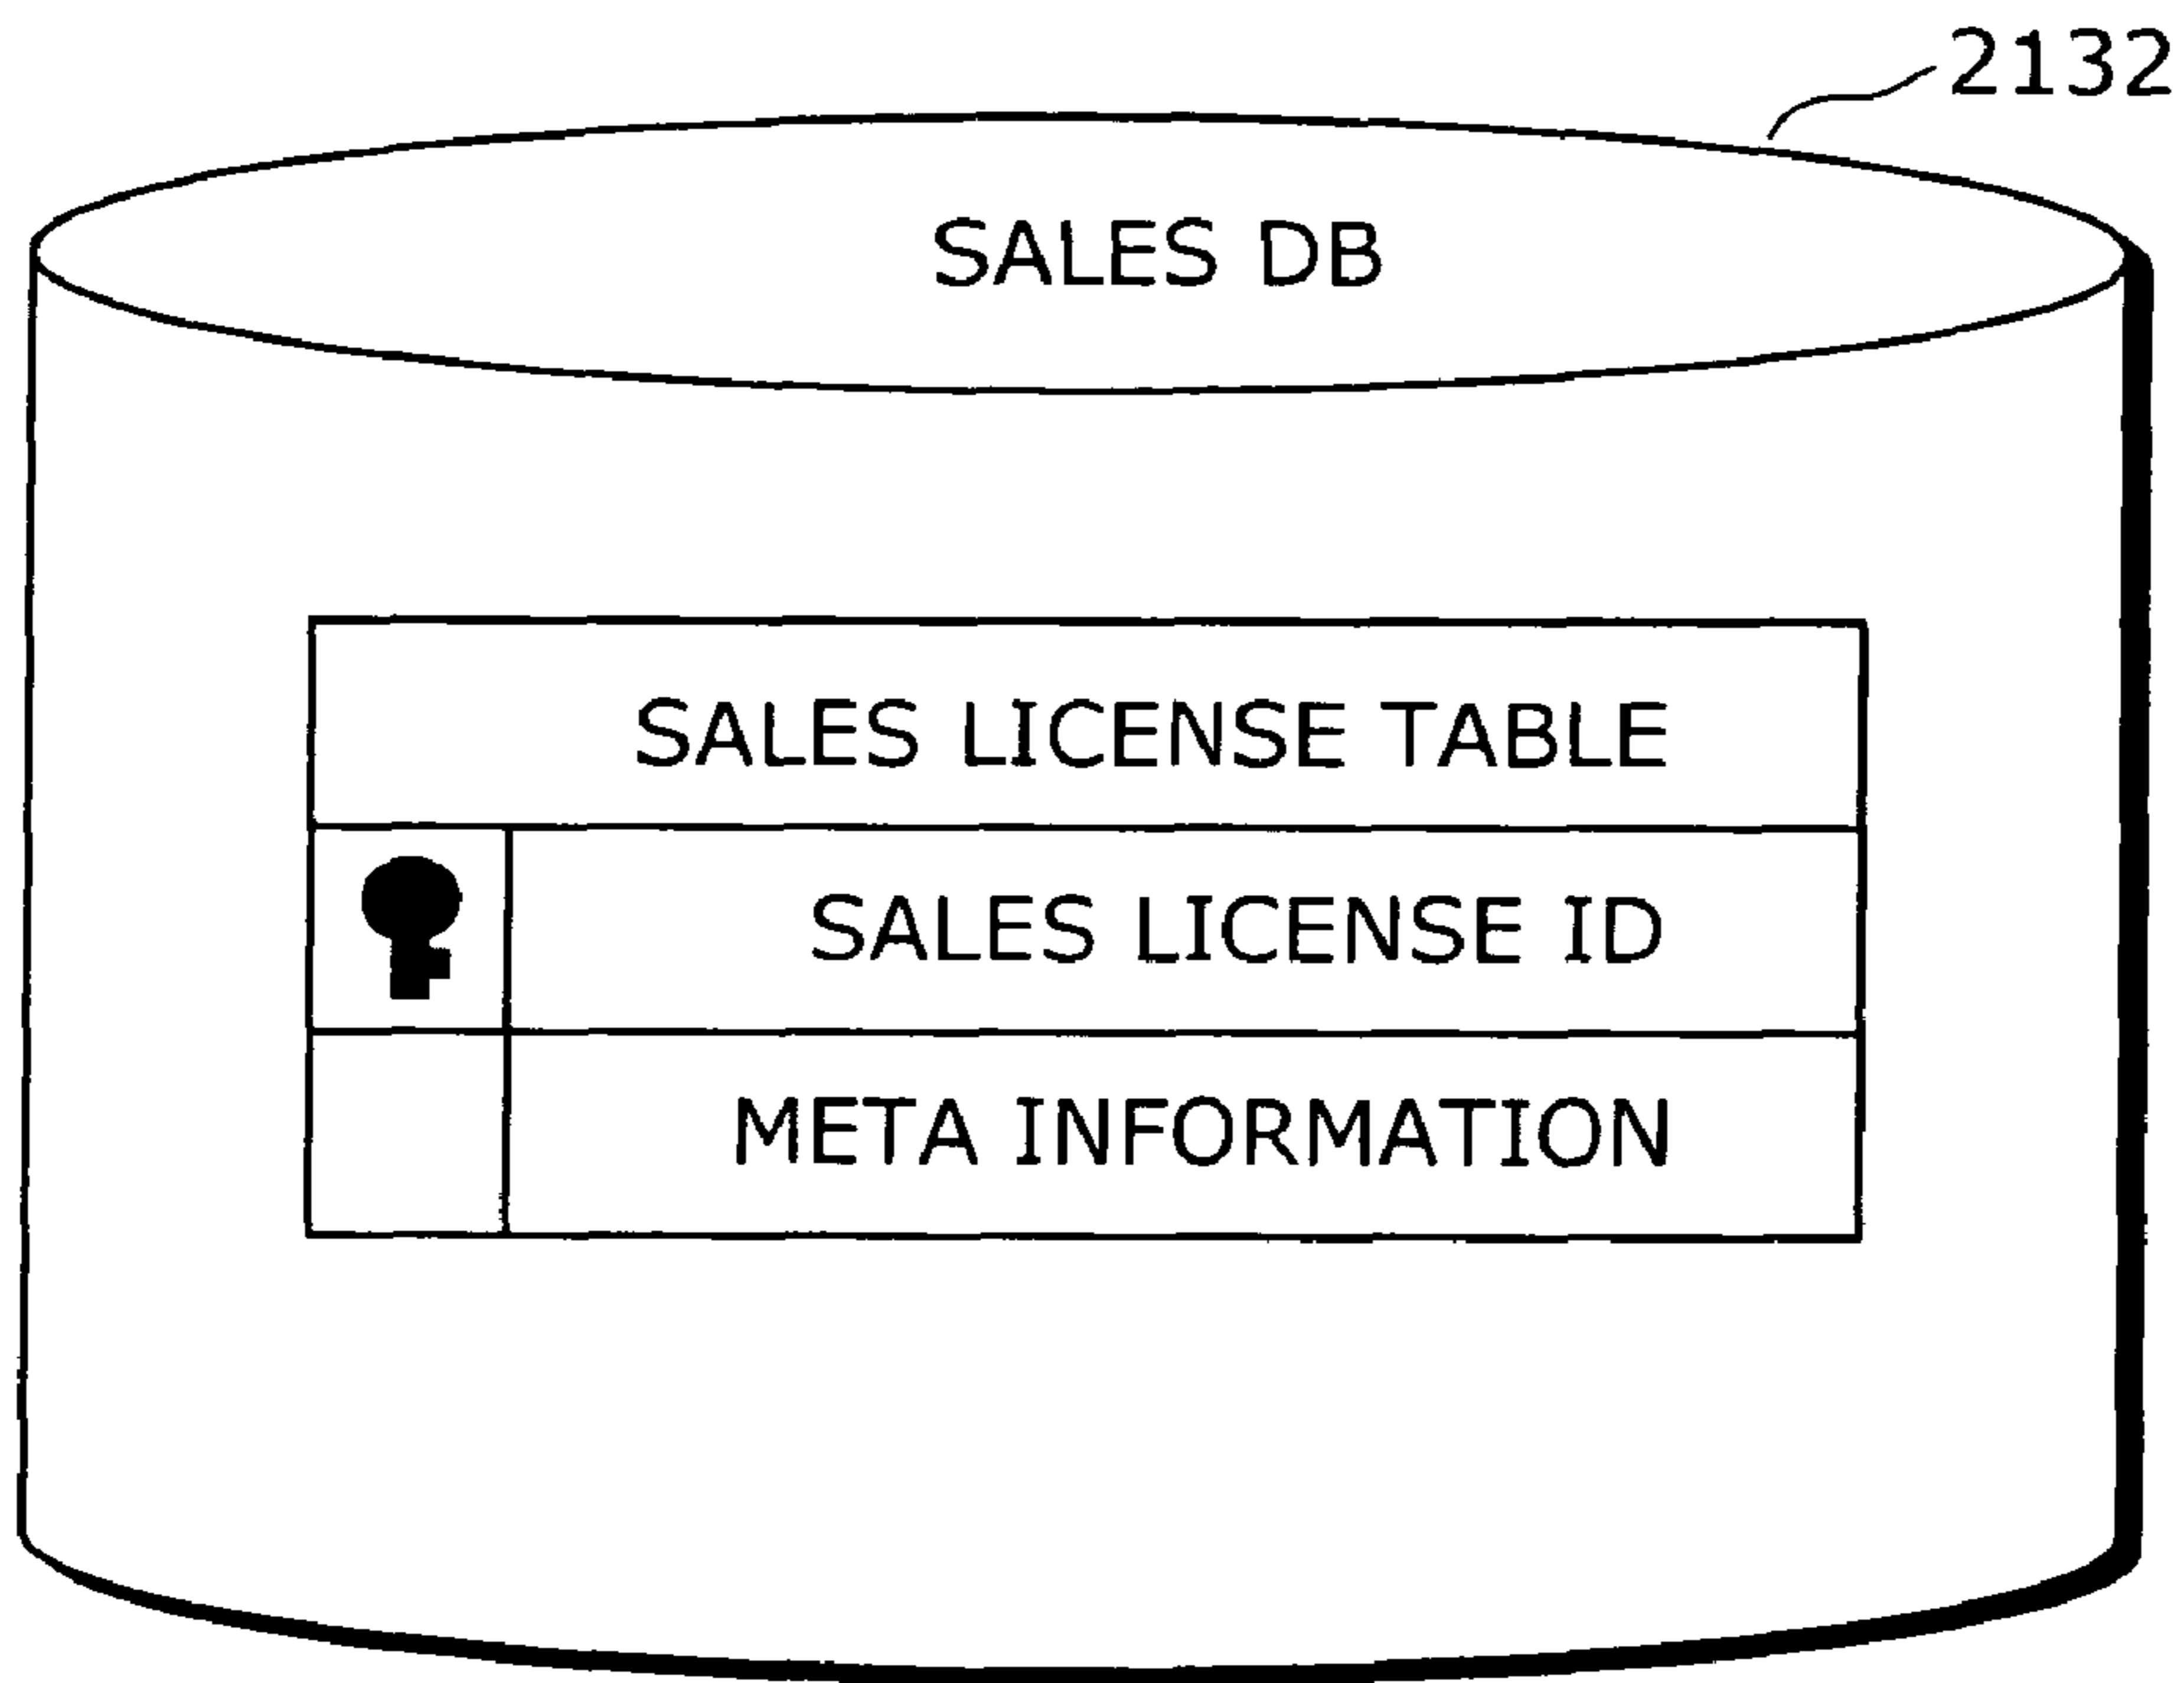 2132
SALES DB
SALES LICENSE TABLE
SALES LICENSE ID
META INFORMATION